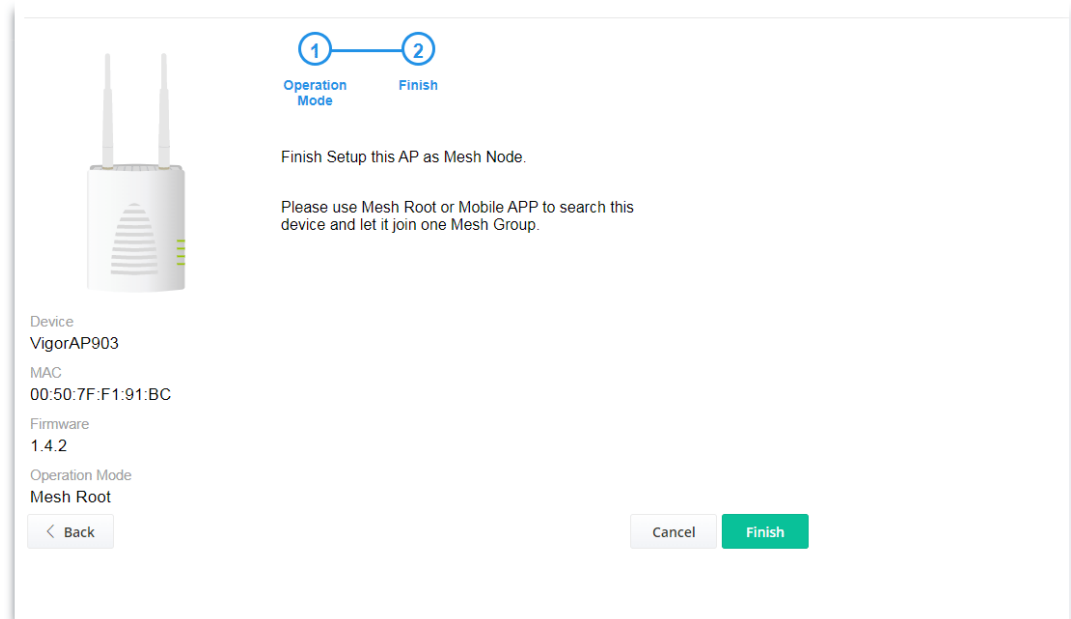 1
2
Operation
Mode
Finish
Finish Setup this AP as Mesh Node.
Please use Mesh Root or Mobile APP to search this
device and let it join one Mesh Group.
Device
VigorAP903
MAC
00:50:7F:F1:91:BC
Firmware
1.4.2
Operation Mode
Mesh Root
Back
Cancel
Finish